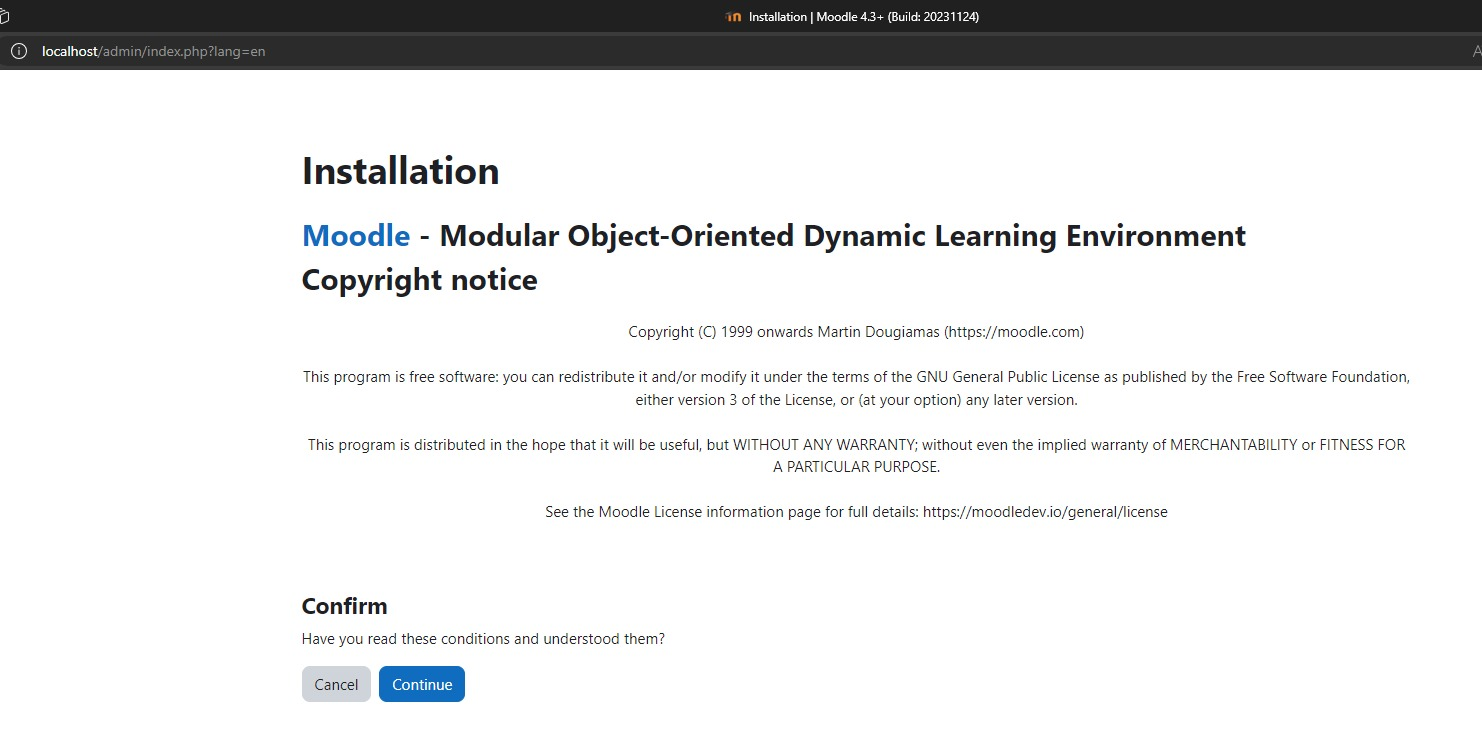 Installation | Moodle 4.3+ (Build: 20231124)
localhost/admin/index.php?lang=en
Installation
Moodle - Modular Object-Oriented Dynamic Learning Environment
Copyright notice
Copyright (C) 1999 onwards Martin Dougiamas (https://moodle.com)
This program is free software: you can redistribute it and/or modify it under the terms of the GNU General Public License as published by the Free Software Foundation,
either version 3 of the License, or (at your option) any later version.
This program is distributed in the hope that it will be useful, but WITHOUT ANY WARRANTY; without even the implied warranty of MERCHANTABILITY or FITNESS FOR
A PARTICULAR PURPOSE.
See the Moodle License information page for full details: https://moodledev.io/general/license
Confirm
Have you read these conditions and understood them?
Cancel Continue